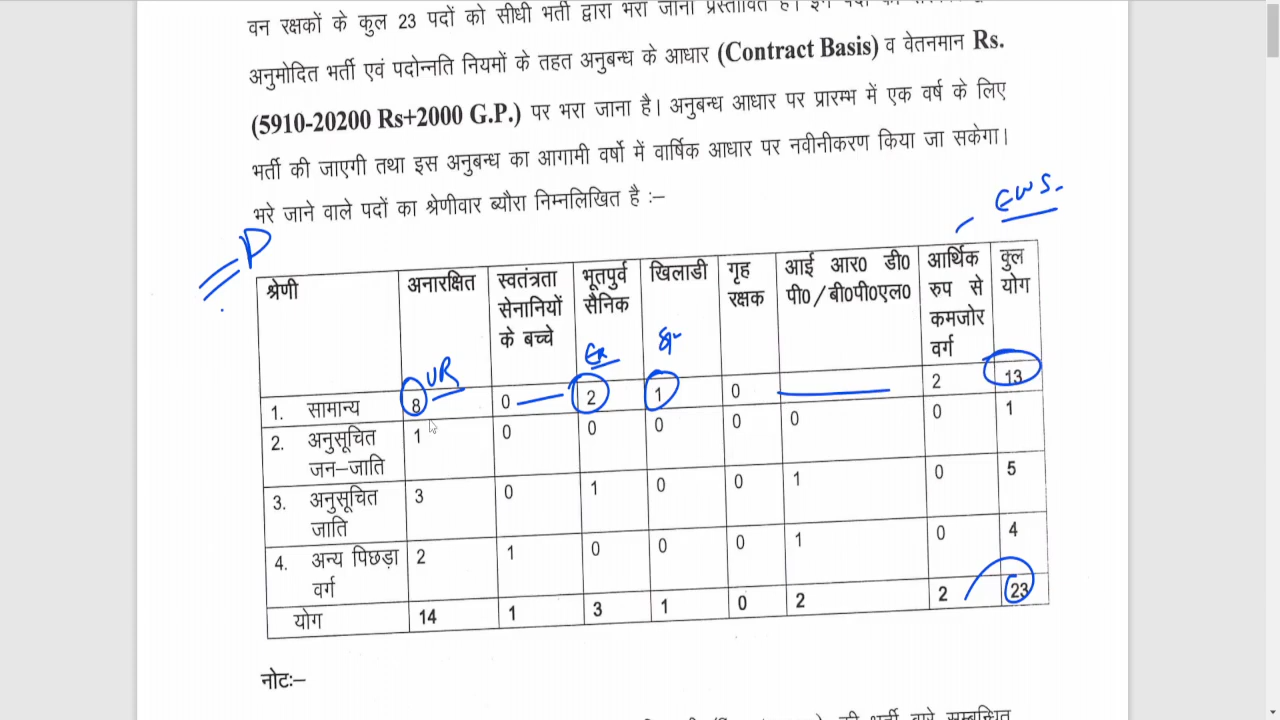 वन रक्षकों के कुल 23 पदों को सीधी भर्ती द्वारा भरा जाना प्रस्तावित है। इन पदों को
अनुमोदित भर्ती एवं पदोन्नति नियमों के तहत अनुबन्ध के आधार (Contract Basis) व वेतनमान Rs.
(5910-20200 Rs+2000 G.P.) पर भरा जाना है। अनुबन्ध आधार पर प्रारम्भ में एक वर्ष के लिए
भर्ती की जाएगी तथा इस अनुबन्ध का आगामी वर्षो में वार्षिक आधार पर नवीनीकरण किया जा सकेगा।
भरे जाने वाले पदों का श्रेणीवार ब्यौरा निम्नलिखित है :–
EWS.
श्रेणी अनारक्षित स्वतंत्रता सेनानियों के बच्चे भूतपुर्व सैनिक खिलाडी गृह रक्षक आई आर0 डी0 पी0/बी0पी0एल0 आर्थिक रुप से कमजोर वर्ग कुल योग
UR Ex
1. सामान्य 8 0 2 1 0 2 13
2. अनुसूचित जन–जाति 1 0 0 0 0 0 0 1
3. अनुसूचित जाति 3 0 1 0 0 1 0 5
4. अन्य पिछड़ा वर्ग 2 1 0 0 0 1 0 4
योग 14 1 3 1 0 2 2 23
नोटः–
की भर्ती बारे सम्बन्धित